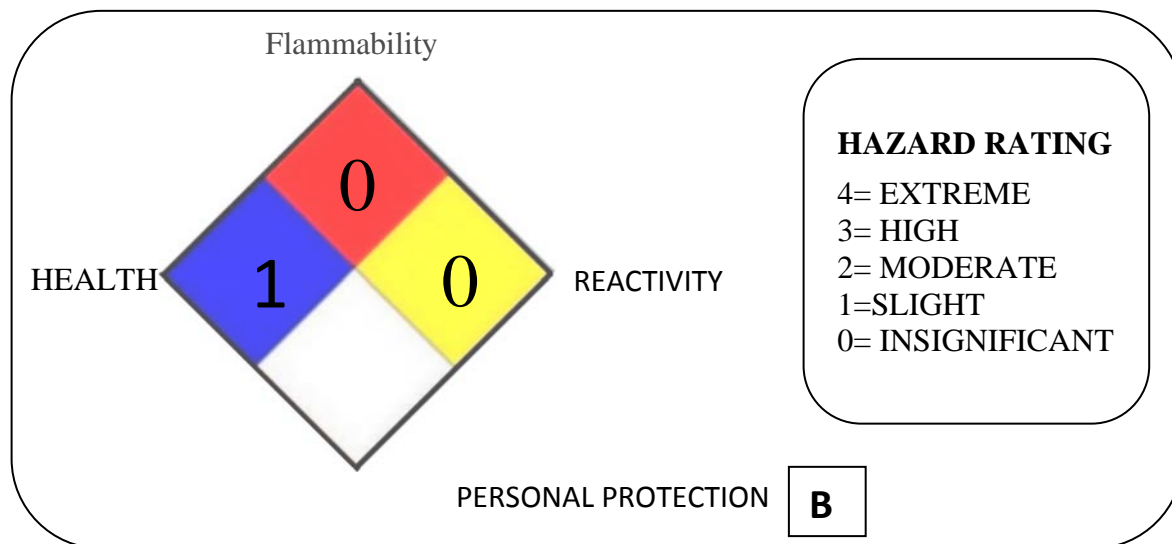 Flammability
0
HEALTH
1
0
REACTIVITY
HAZARD RATING
4= EXTREME
3= HIGH
2= MODERATE
1=SLIGHT
0= INSIGNIFICANT
PERSONAL PROTECTION
B